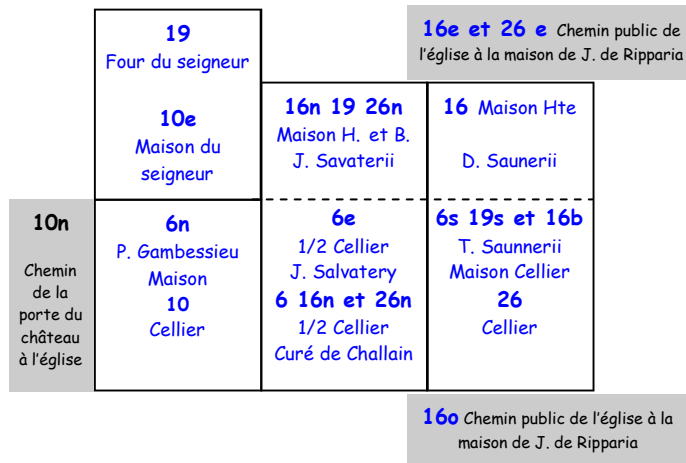 19
Four du seigneur
10e
Maison du
seigneur
16e et 26 e Chemin public de
l'église à la maison de J. de Ripparia
16n 19 26n
Maison H. et B.
J. Savaterii
16 Maison Hte
D. Saunerii
10n
Chemin
de la
porte du
château
à l'église
6n
P. Gambessieu
Maison
10
Cellier
6e
1/2 Cellier
J. Salvatery
6 16n et 26n
1/2 Cellier
Curé de Challain
6s 19s et 16b
T. Saunnerii
Maison Cellier
26
Cellier
16o Chemin public de l'église à la
maison de J. de Ripparia